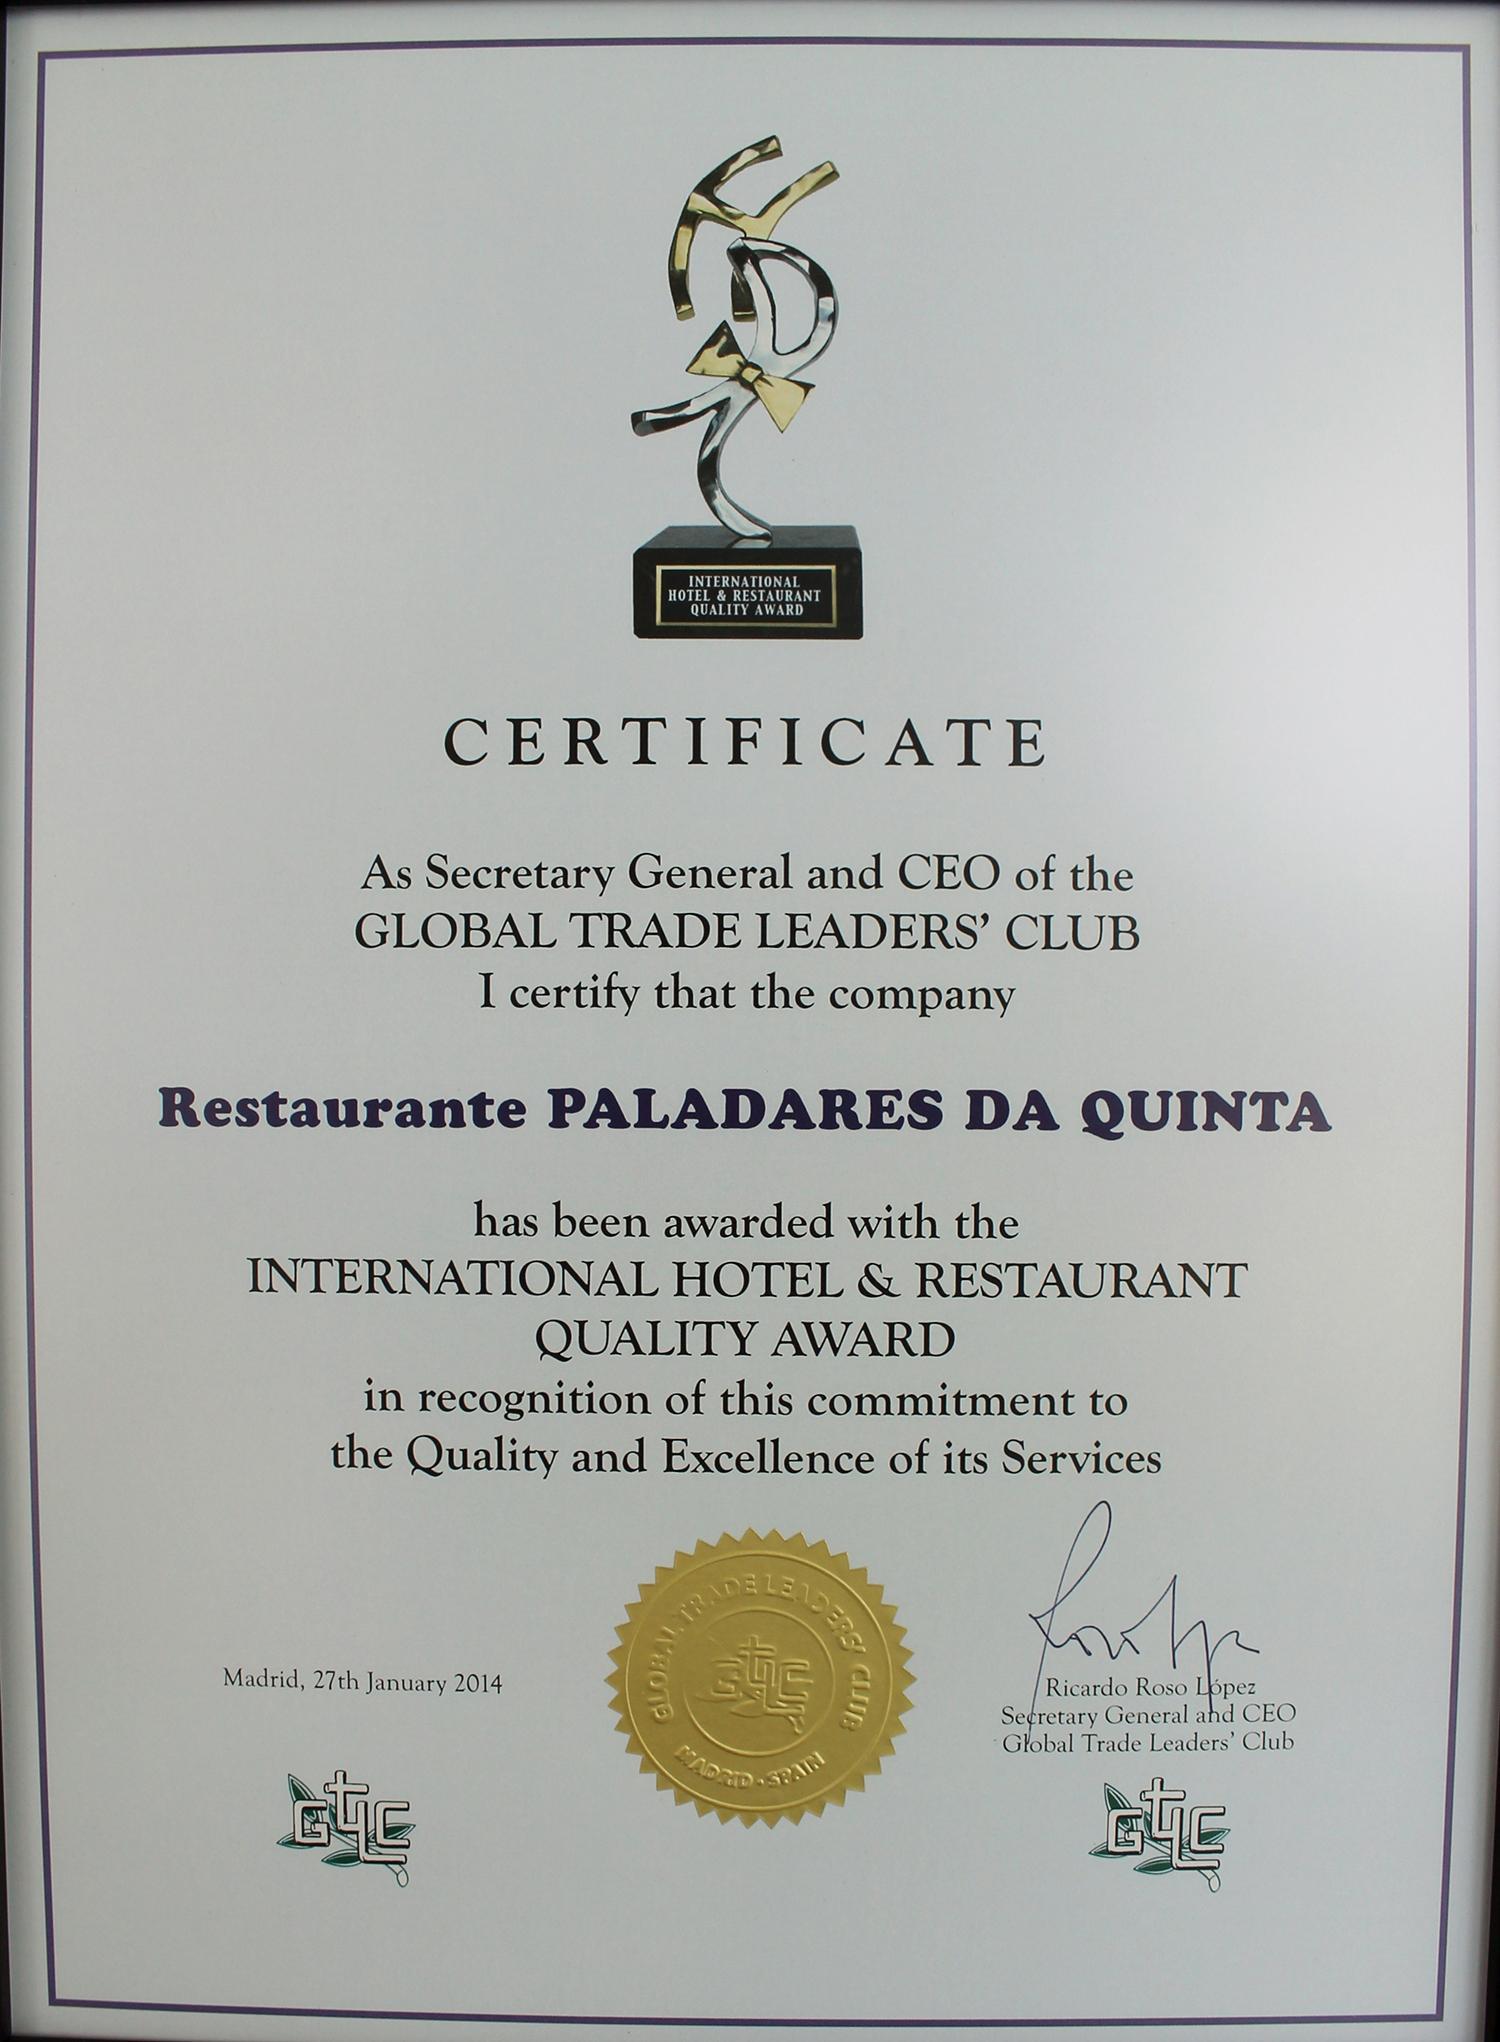 INTERNATIONAL
HOTEL & RESTAURANT
QUALITY AWARD
CERTIFICATE
As Secretary General and CEO of the
GLOBAL TRADE LEADERS' CLUB
I certify that the company
Restaurante PALADARES DA QUINTA
has been awarded with the
INTERNATIONAL HOTEL & RESTAURANT
QUALITY AWARD
in recognition of this commitment to
the Quality and Excellence of its Services
Madrid, 27th January 2014
GLOBAL TRADE LEADERS' CLUB
GTLC
MADRID · SPAIN
Ricardo Roso López
Secretary General and CEO
Global Trade Leaders' Club
GTLC
GTLC